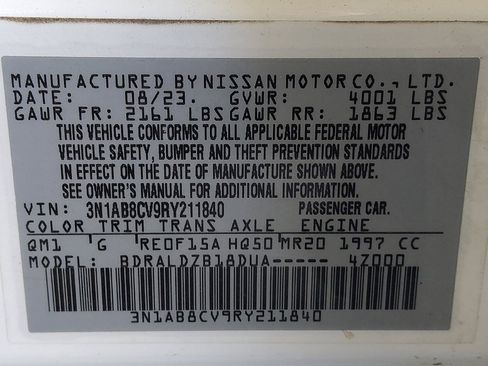 MANUFACTURED BY NISSAN MOTOR CO., LTD.
DATE: 08/23. GVWR: 4001 LBS
GAWR FR: 2161 LBS GAWR RR: 1863 LBS
THIS VEHICLE CONFORMS TO ALL APPLICABLE FEDERAL MOTOR
VEHICLE SAFETY, BUMPER AND THEFT PREVENTION STANDARDS
IN EFFECT ON THE DATE OF MANUFACTURE SHOWN ABOVE.
SEE OWNER'S MANUAL FOR ADDITIONAL INFORMATION.
VIN: 3N1AB8CV9RY211840 PASSENGER CAR.
COLOR TRIM TRANS AXLE ENGINE
QM1 G RE0F15A HQ50 MR20 1997 CC
MODEL: BDRALDZB18DUA----- 4Z000
3N1AB8CV9RY211840